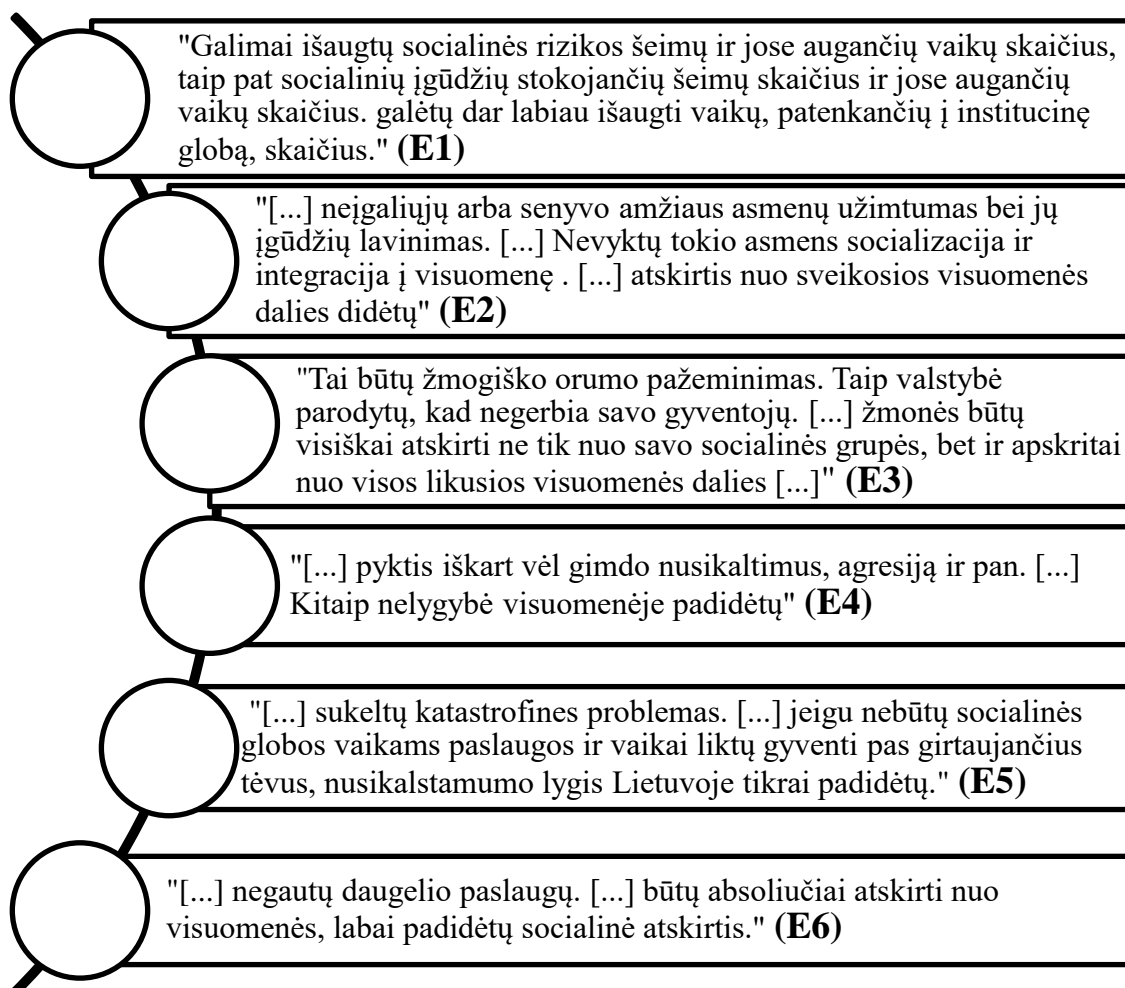 "Galimai išaugtų socialinės rizikos šeimų ir jose augančių vaikų skaičius,
taip pat socialinių įgūdžių stokojančių šeimų skaičius ir jose augančių
vaikų skaičius. galėtų dar labiau išaugti vaikų, patenkančių į institucinę
globą, skaičius." (E1)
"[...] neįgaliųjų arba senyvo amžiaus asmenų užimtumas bei jų
įgūdžių lavinimas. [...] Nevyktų tokio asmens socializacija ir
integracija į visuomenę . [...] atskirtis nuo sveikosios visuomenės
dalies didėtų" (E2)
"Tai būtų žmogiško orumo pažeminimas. Taip valstybė
parodytų, kad negerbia savo gyventojų. [...] žmonės būtų
visiškai atskirti ne tik nuo savo socialinės grupės, bet ir apskritai
nuo visos likusios visuomenės dalies [...]" (E3)
"[...] pyktis iškart vėl gimdo nusikaltimus, agresiją ir pan. [...]
Kitaip nelygybė visuomenėje padidėtų" (E4)
"[...] sukeltų katastrofines problemas. [...] jeigu nebūtų socialinės
globos vaikams paslaugos ir vaikai liktų gyventi pas girtaujančius
tėvus, nusikalstamumo lygis Lietuvoje tikrai padidėtų." (E5)
"[...] negautų daugelio paslaugų. [...] būtų absoliučiai atskirti nuo
visuomenės, labai padidėtų socialinė atskirtis." (E6)